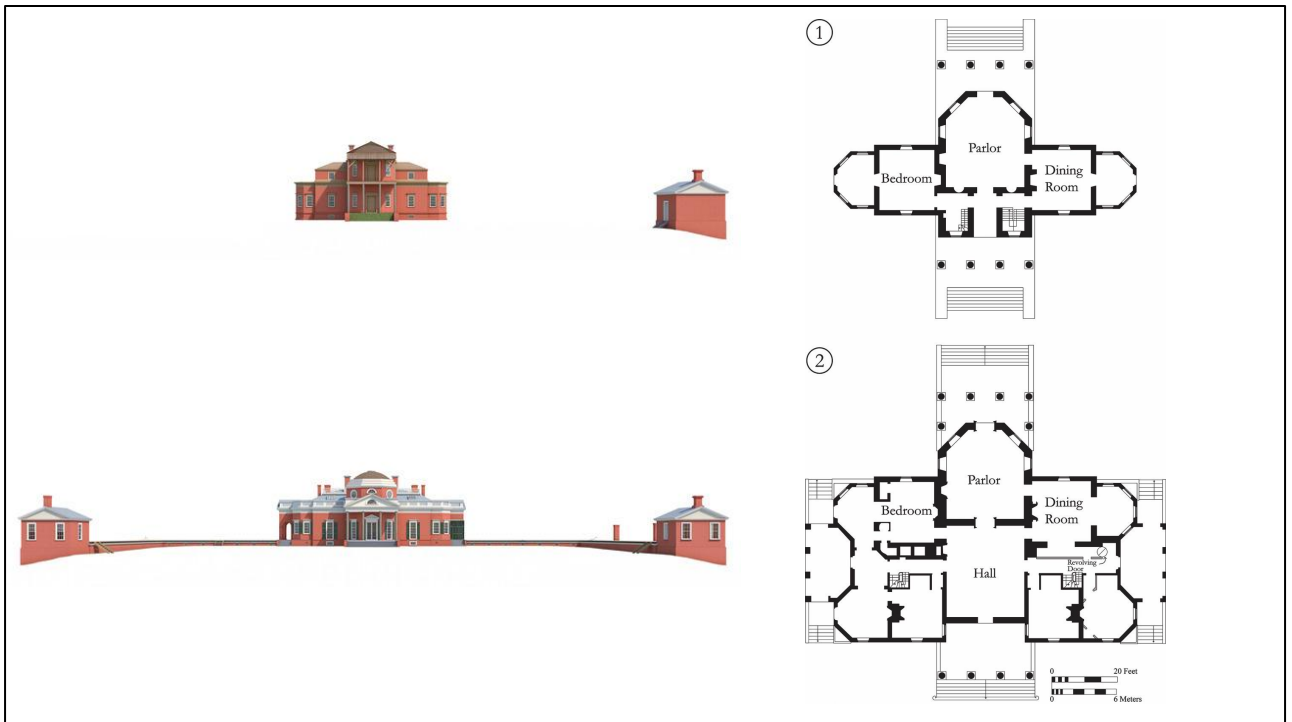 1
Parlor
Bedroom
Dining
Room
2
Parlor
Bedroom
Dining
Room
Revolving
Door
Hall
0 20 Feet
0 6 Meters